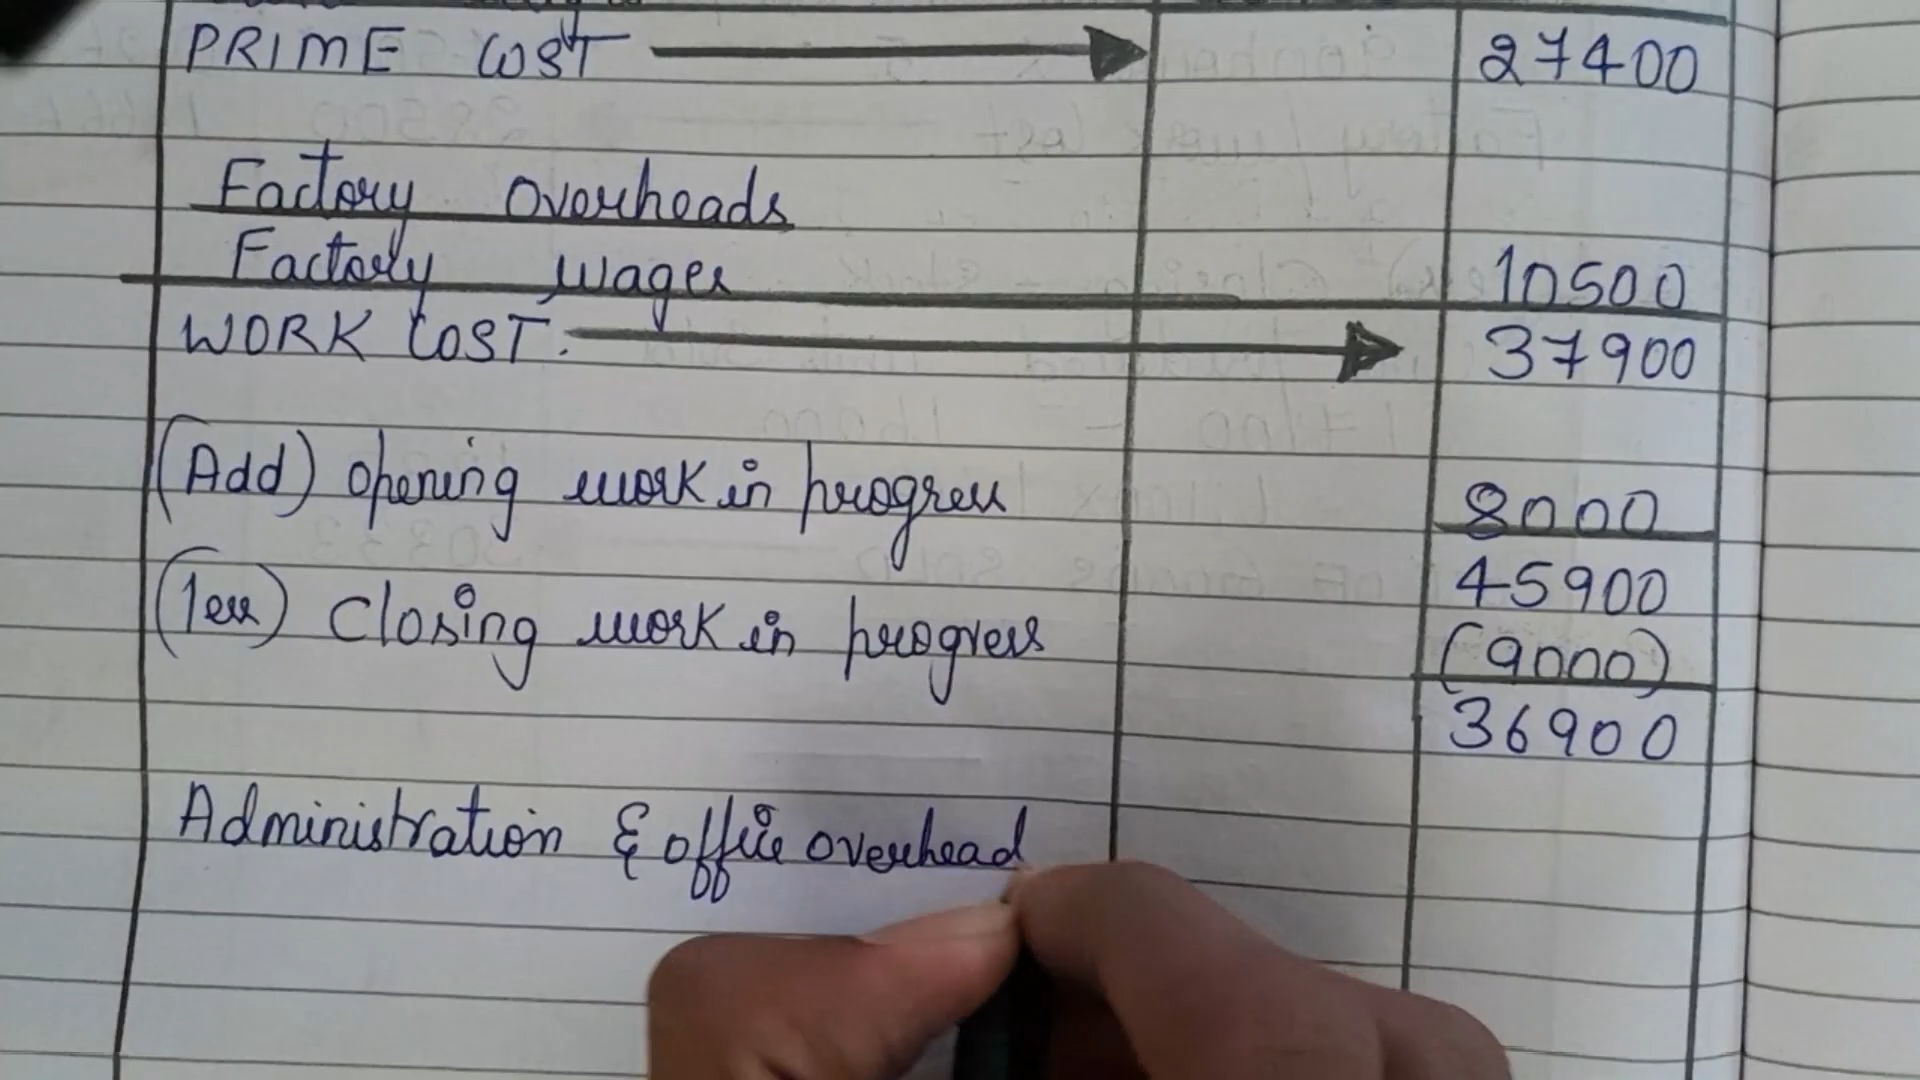 PRIME COST 27400
Factory Overheads
Factory wages 10500
WORK COST. 37900
(Add) opening work in progress 8000
45900
(less) Closing work in progress (9000)
36900
Administration & office overhead